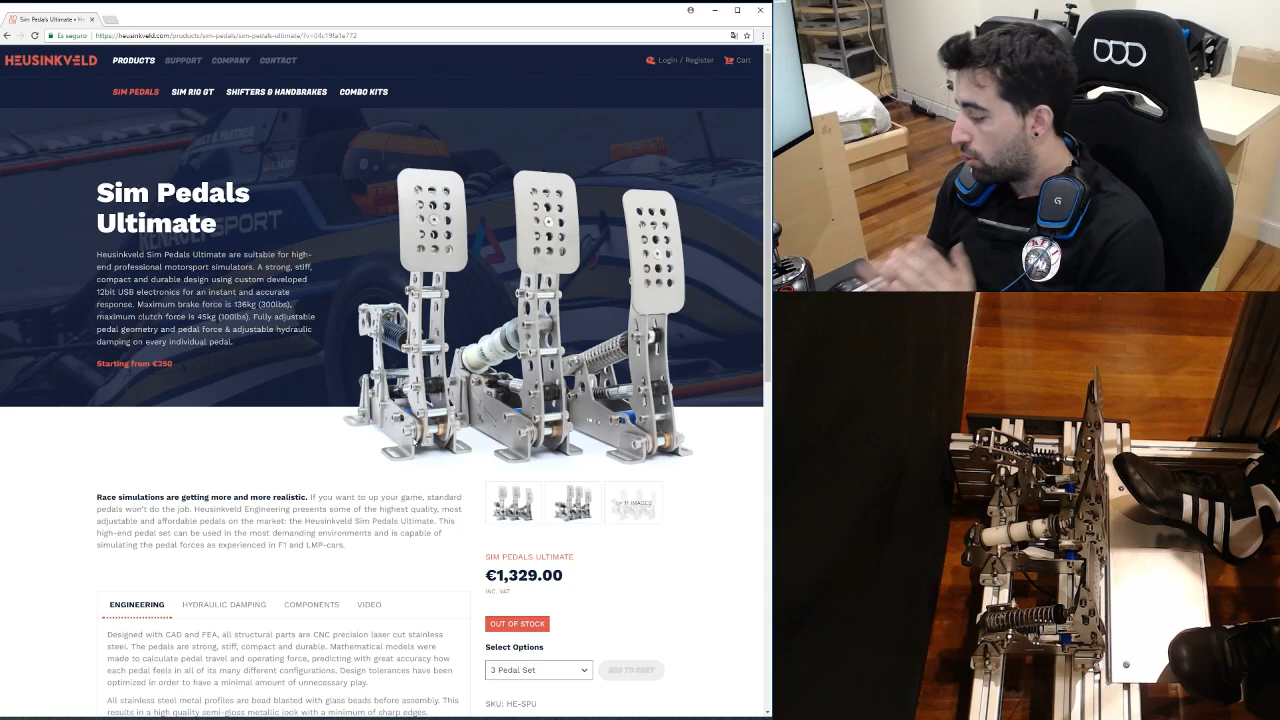 Sim Pedals Ultimate • He
Es seguro
https://heusinkveld.com/products/sim-pedals/sim-pedals-ultimate/?v=04c19fa1e772
HEUSINKVELD
PRODUCTS SUPPORT COMPANY CONTACT
Login / Register
Cart
SIM PEDALS SIM RIG GT SHIFTERS & HANDBRAKES COMBO KITS
Sim Pedals
Ultimate
Heusinkveld Sim Pedals Ultimate are suitable for high-
end professional motorsport simulators. A strong, stiff,
compact and durable design using custom developed
12bit USB electronics for an instant and accurate
response. Maximum brake force is 136kg (300lbs),
maximum clutch force is 45kg (100lbs). Fully adjustable
pedal geometry and pedal force & adjustable hydraulic
damping on every individual pedal.
Starting from €250
Race simulations are getting more and more realistic. If you want to up your game, standard
pedals won't do the job. Heusinkveld Engineering presents some of the highest quality, most
adjustable and affordable pedals on the market: the Heusinkveld Sim Pedals Ultimate. This
high-end pedal set can be used in the most demanding environments and is capable of
simulating the pedal forces as experienced in F1 and LMP-cars.
+11 IMAGES
SIM PEDALS ULTIMATE
€1,329.00
INC. VAT
OUT OF STOCK
Select Options
3 Pedal Set
ADD TO CART
SKU: HE-SPU
ENGINEERING HYDRAULIC DAMPING COMPONENTS VIDEO
Designed with CAD and FEA, all structural parts are CNC precision laser cut stainless
steel. The pedals are strong, stiff, compact and durable. Mathematical models were
made to calculate pedal travel and operating force, predicting with great accuracy how
each pedal feels in all of its many different configurations. Design tolerances have been
optimized in order to have a minimal amount of unnecessary play.
All stainless steel metal profiles are bead blasted with glass beads before assembly. This
results in a high quality semi-gloss metallic look with a minimum of sharp edges.